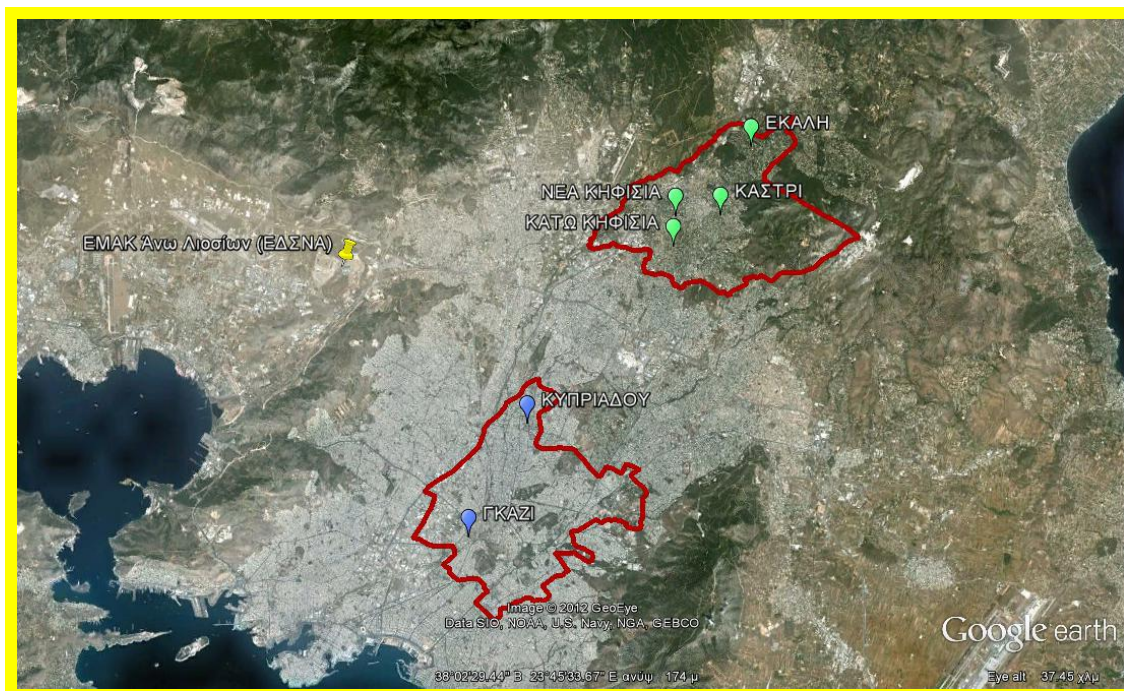 ΕΚΑΛΗ
ΝΕΑ ΚΗΦΙΣΙΑ
ΚΑΣΤΡΙ
ΚΑΤΩ ΚΗΦΙΣΙΑ
ΕΜΑΚ Άνω Λιοσίων (ΕΔΣΝΑ)
ΚΥΠΡΙΑΔΟΥ
ΓΚΑΖΙ
Image © 2012 GeoEye
Data SIO, NOAA, U.S. Navy, NGA, GEBCO
Google earth
38°02'29.44" Β 23°45'33.67" Ε ανύψ 174 μ
Eye alt 37.45 χλμ